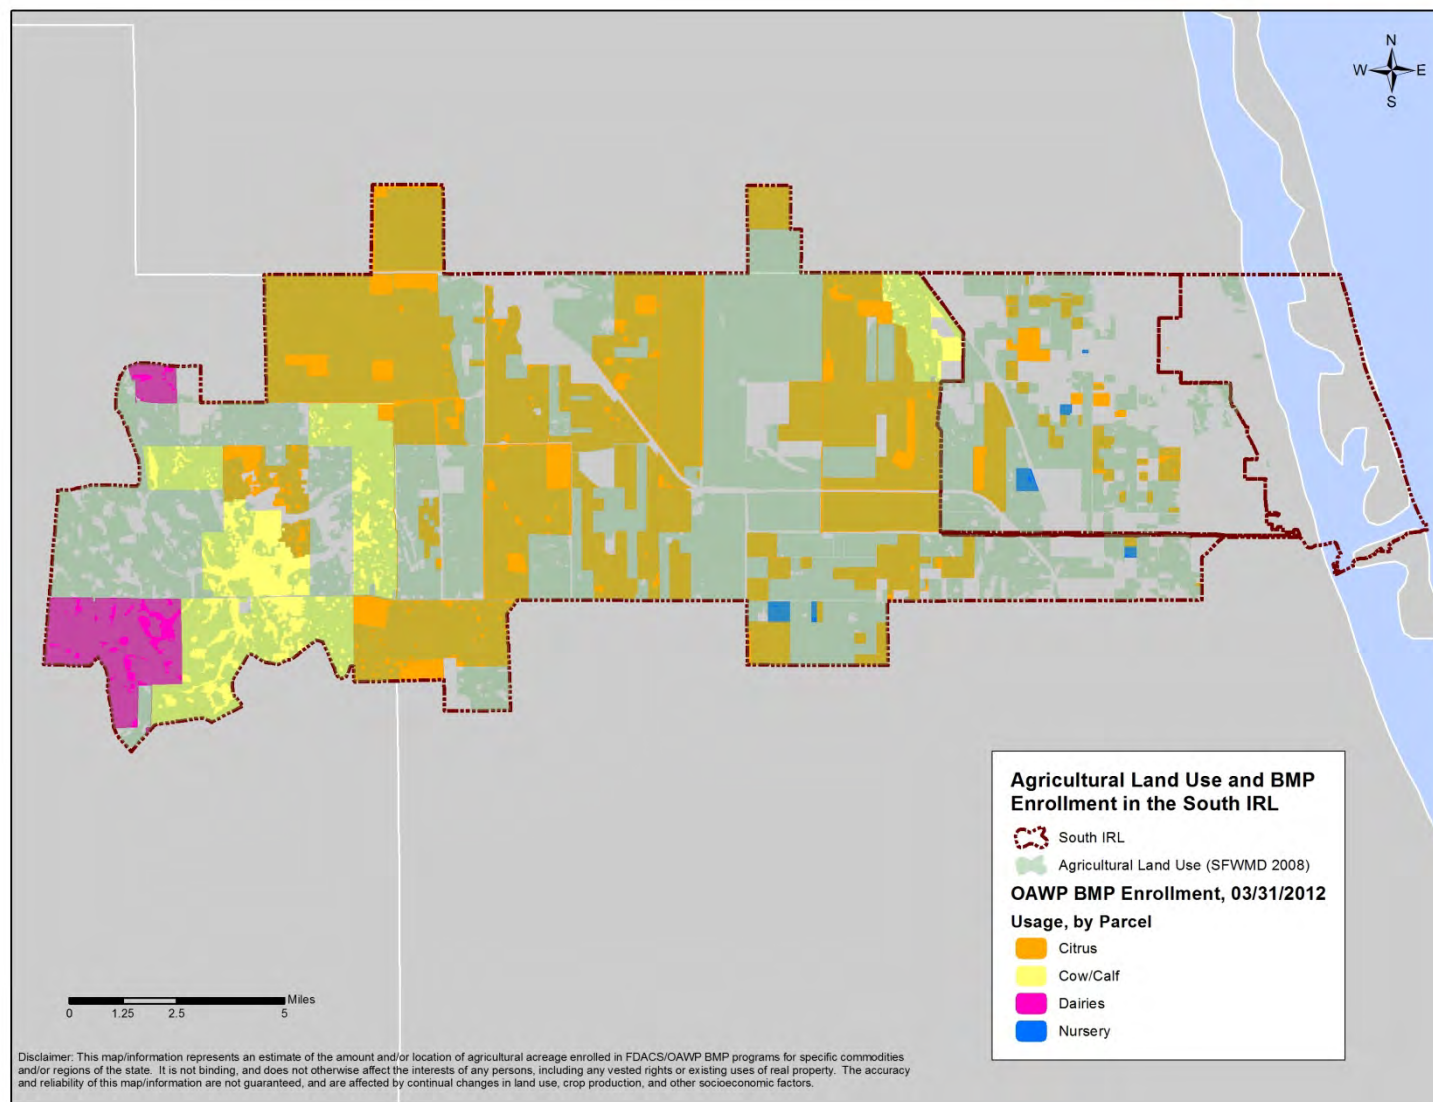 N
W E
S
Agricultural Land Use and BMP
Enrollment in the South IRL
South IRL
Agricultural Land Use (SFWMD 2008)
OAWP BMP Enrollment, 03/31/2012
Usage, by Parcel
Citrus
Cow/Calf
Dairies
Nursery
Miles
0 1.25 2.5 5
Disclaimer: This map/information represents an estimate of the amount and/or location of agricultural acreage enrolled in FDACS/OAWP BMP programs for specific commodities
and/or regions of the state. It is not binding, and does not otherwise affect the interests of any persons, including any vested rights or existing uses of real property. The accuracy
and reliability of this map/information are not guaranteed, and are affected by continual changes in land use, crop production, and other socioeconomic factors.